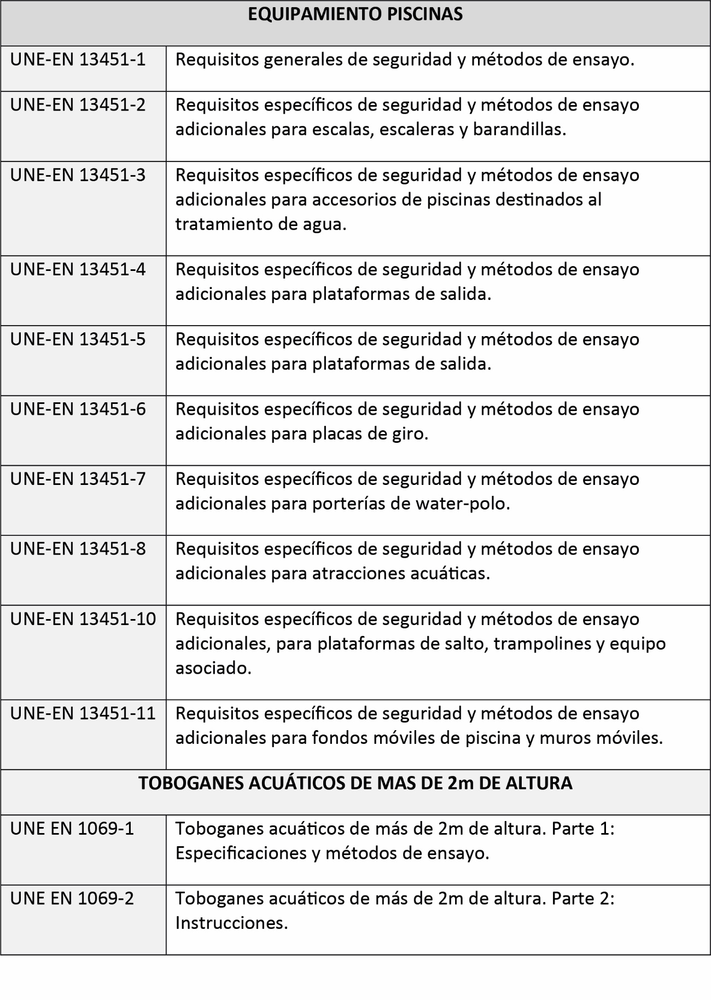 EQUIPAMIENTO PISCINAS
UNE-EN 13451-1 Requisitos generales de seguridad y métodos de ensayo.
UNE-EN 13451-2 Requisitos específicos de seguridad y métodos de ensayo
adicionales para escalas, escaleras y barandillas.
UNE-EN 13451-3 Requisitos específicos de seguridad y métodos de ensayo
adicionales para accesorios de piscinas destinados al
tratamiento de agua.
UNE-EN 13451-4 Requisitos específicos de seguridad y métodos de ensayo
adicionales para plataformas de salida.
UNE-EN 13451-5 Requisitos específicos de seguridad y métodos de ensayo
adicionales para plataformas de salida.
UNE-EN 13451-6 Requisitos específicos de seguridad y métodos de ensayo
adicionales para placas de giro.
UNE-EN 13451-7 Requisitos específicos de seguridad y métodos de ensayo
adicionales para porterías de water-polo.
UNE-EN 13451-8 Requisitos específicos de seguridad y métodos de ensayo
adicionales para atracciones acuáticas.
UNE-EN 13451-10 Requisitos específicos de seguridad y métodos de ensayo
adicionales, para plataformas de salto, trampolines y equipo
asociado.
UNE-EN 13451-11 Requisitos específicos de seguridad y métodos de ensayo
adicionales para fondos móviles de piscina y muros móviles.
TOBOGANES ACUÁTICOS DE MAS DE 2m DE ALTURA
UNE EN 1069-1 Toboganes acuáticos de más de 2m de altura. Parte 1:
Especificaciones y métodos de ensayo.
UNE EN 1069-2 Toboganes acuáticos de más de 2m de altura. Parte 2:
Instrucciones.